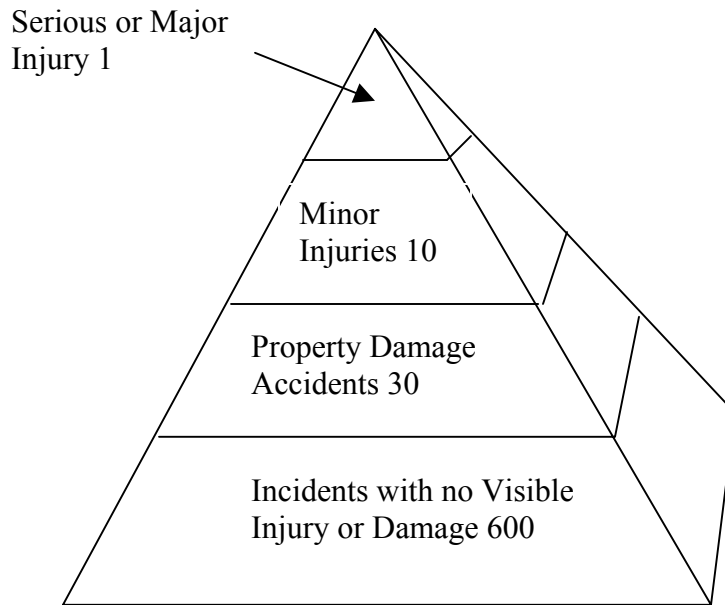 Serious or Major
Injury 1
Minor
Injuries 10
Property Damage
Accidents 30
Incidents with no Visible
Injury or Damage 600